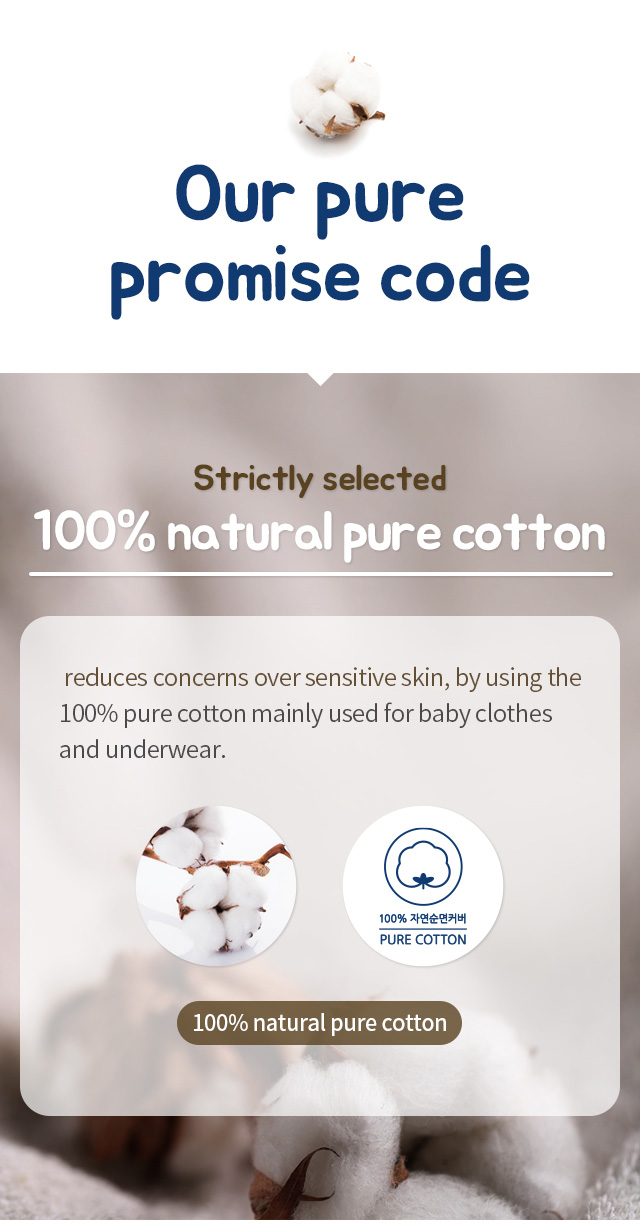 Our pure
promise code
Strictly selected
100% natural pure cotton
reduces concerns over sensitive skin, by using the
100% pure cotton mainly used for baby clothes
and underwear.
100% 자연순면커버
PURE COTTON
100% natural pure cotton